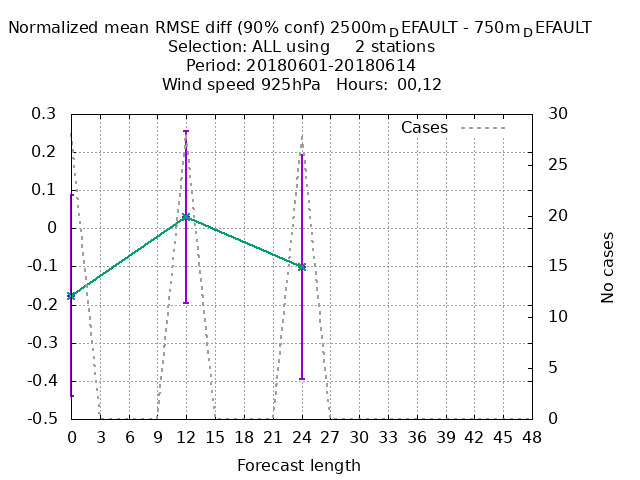 Normalized mean RMSE diff (90% conf) 2500mDEFAULT - 750mDEFAULT
Selection: ALL using 2 stations
Period: 20180601-20180614
Wind speed 925hPa Hours: 00,12
Cases
0.3
0.2
0.1
0
-0.1
-0.2
-0.3
-0.4
-0.5
30
25
20
15
10
5
0
No cases
0 3 6 9 12 15 18 21 24 27 30 33 36 39 42 45 48
Forecast length